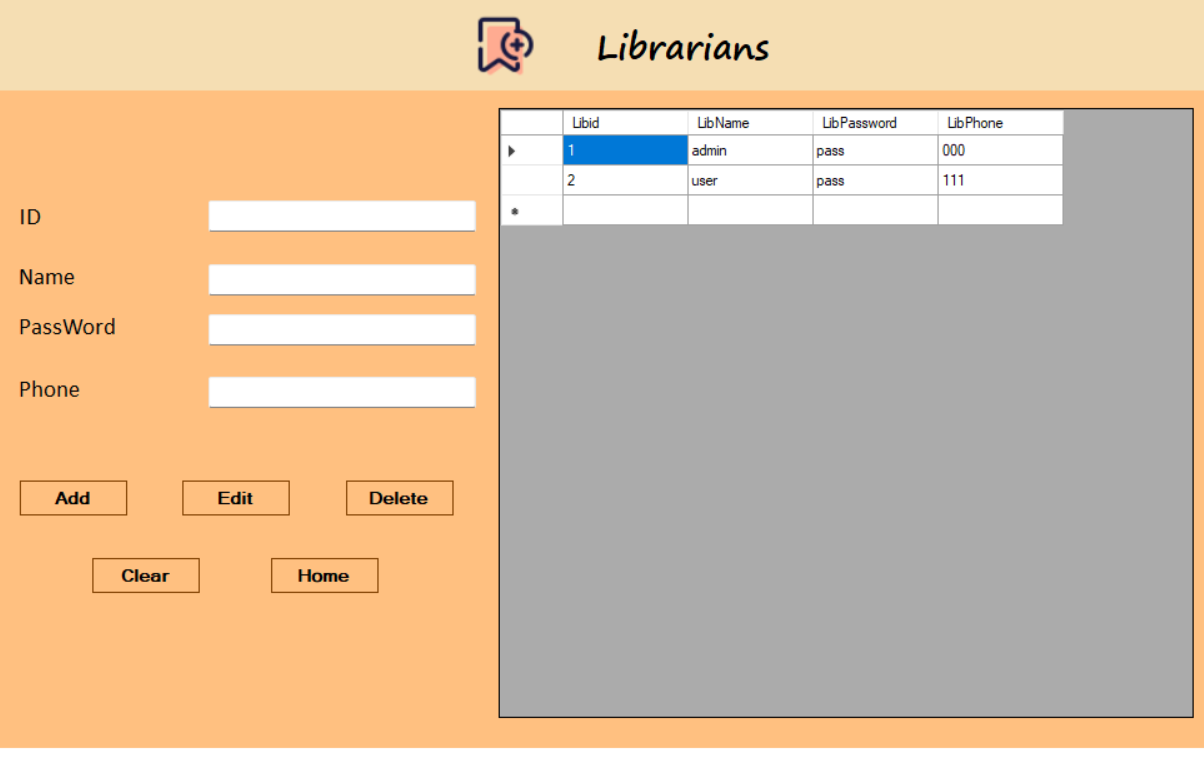 Librarians
ID
Name
PassWord
Phone
Add Edit Delete
Clear Home
Libid LibName LibPassword LibPhone
1 admin pass 000
2 user pass 111